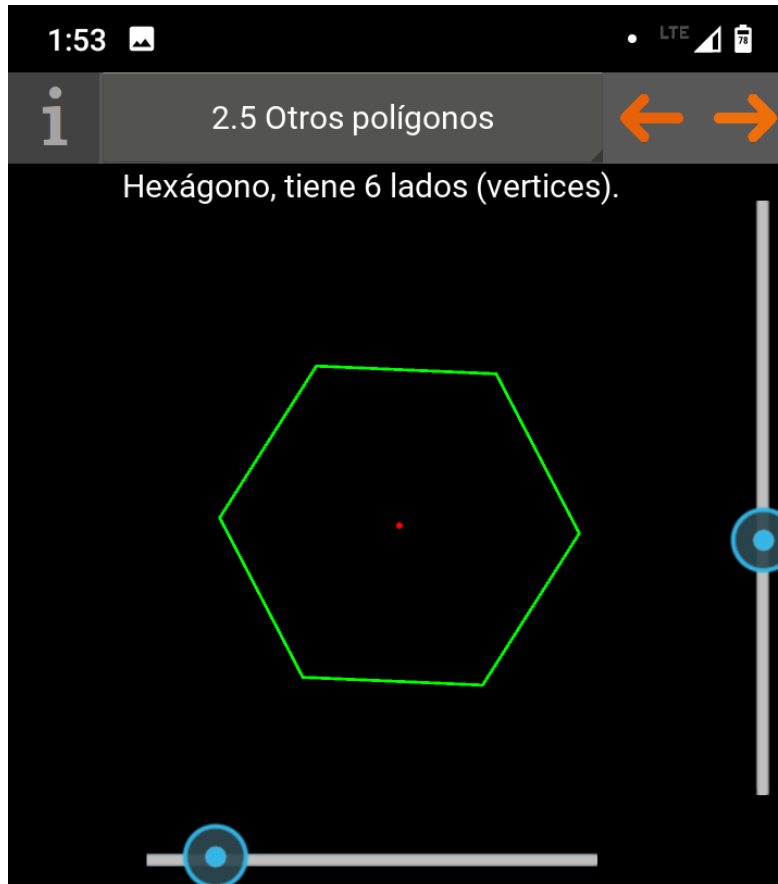 1:53 LTE 78
i 2.5 Otros polígonos
Hexágono, tiene 6 lados (vertices).